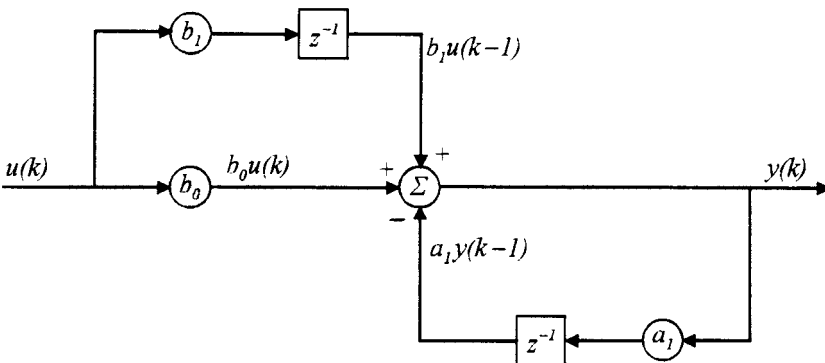 b₁
z⁻¹
b₁u(k−1)
+
u(k)
b₀
b₀u(k)
+
Σ
y(k)
−
a₁y(k−1)
z⁻¹
a₁